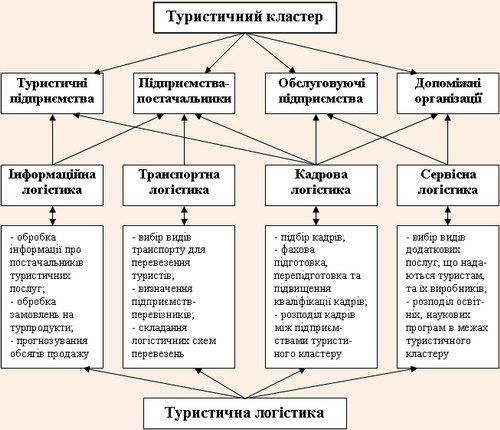 Туристичний кластер
Туристичні
підприємства
Підприємства-
постачальники
Обслуговуючі
підприємства
Допоміжні
організації
Інформаційна
логістика
Транспортна
логістика
Кадрова
логістика
Сервісна
логістика
- обробка
інформації про
постачальників
туристичних
послуг;
- обробка
замовлень на
турпродукти;
- прогнозування
обсягів продажу
- вибір видів
транспорту для
перевезення
туристів;
- визначення
підприємств-
перевізників;
- складання
логістичних схем
перевезень
- підбір кадрів;
- фахова
підготовка,
перепідготовка та
підвищення
кваліфікації кадрів;
- розподіл кадрів
між підприєм-
ствами туристи-
чного кластеру
- вибір видів
додаткових
послуг, що нада-
ються туристам,
та їх виробників;
- розподіл освіт-
ніх, наукових
програм в межах
туристичного
кластеру
Туристична логістика